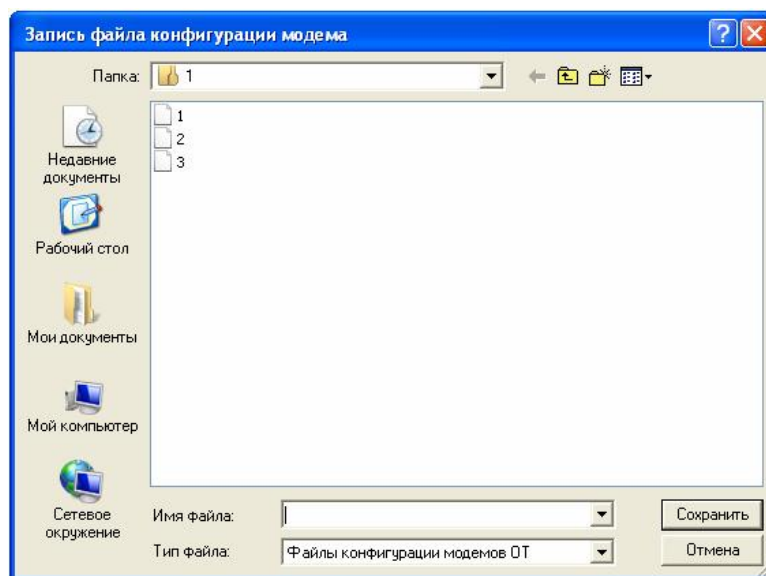 Запись файла конфигурации модема
Папка: 1
1
2
3
Недавние
документы
Рабочий стол
Мои документы
Мой компьютер
Сетевое
окружение
Имя файла:
Сохранить
Тип файла: Файлы конфигурации модемов ОТ
Отмена